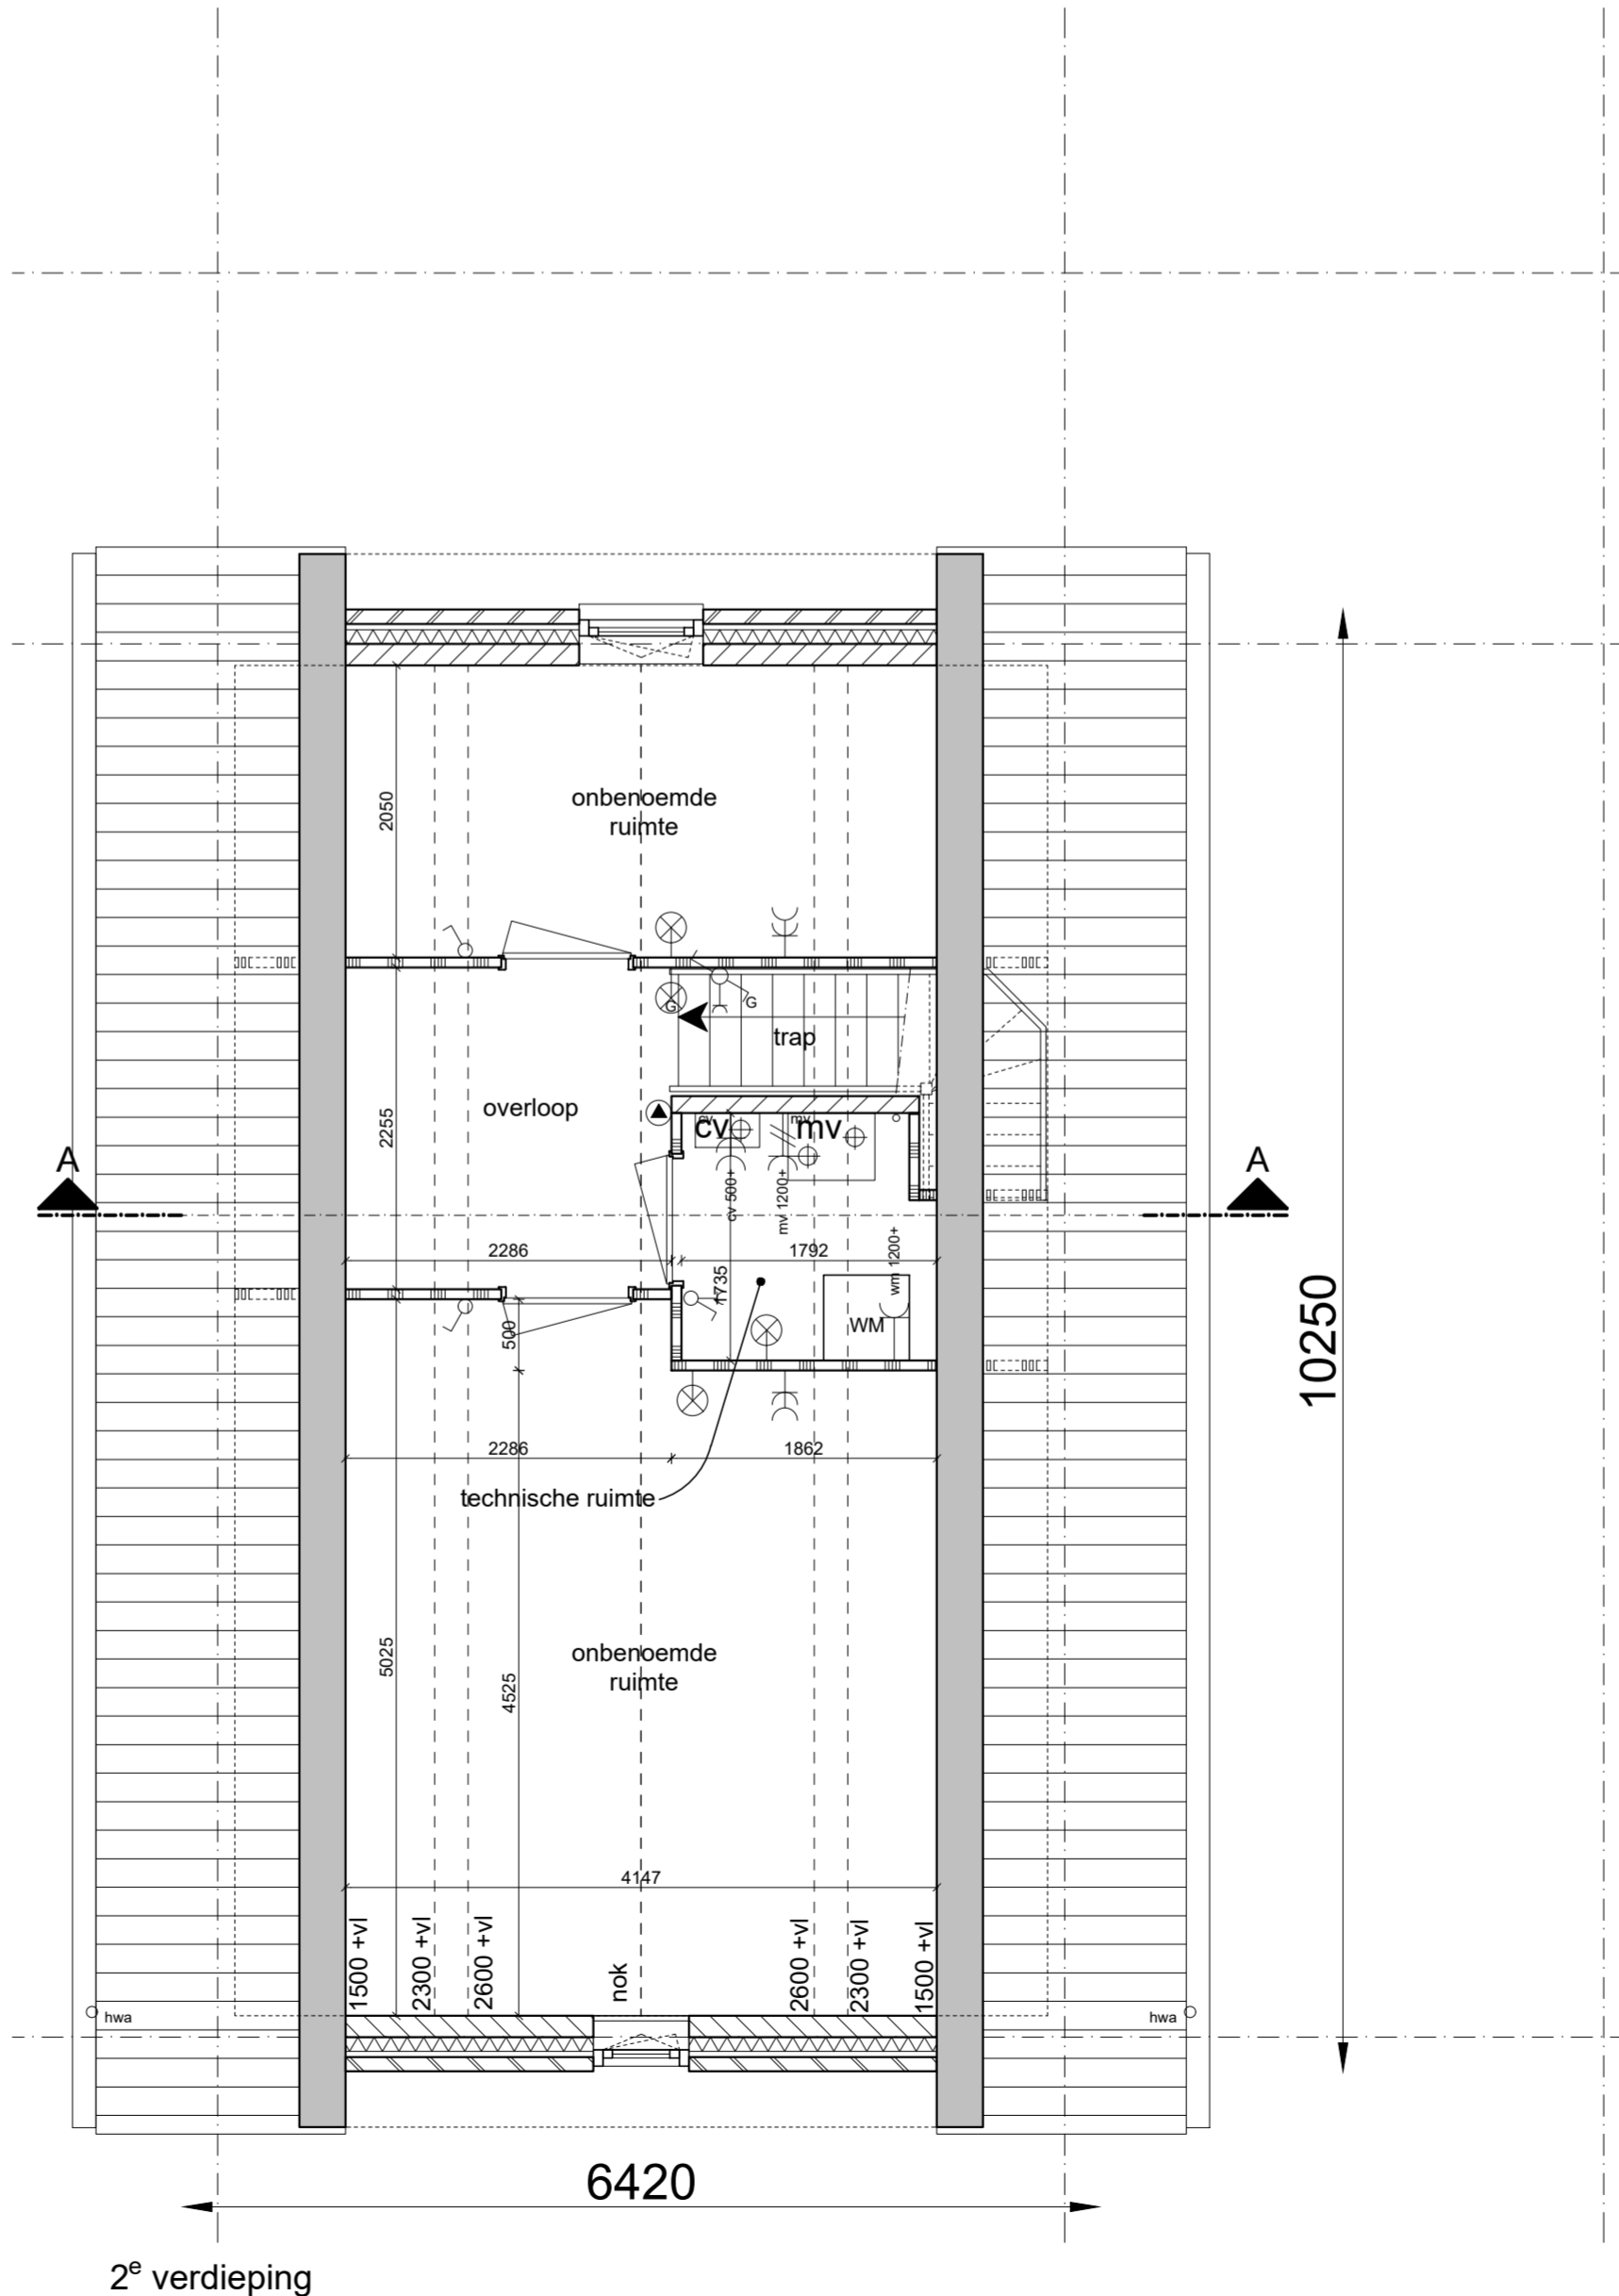 2050
onbenoemde
ruimte
G
G
trap
overloop
2255
cv
cv
mv
mv
A
A
cv 500+
mv 1200+
wm 1200+
2286
1792
1735
10250
500
WM
2286
1862
technische ruimte
5025
4525
onbenoemde
ruimte
4147
1500 +vl
2300 +vl
2600 +vl
nok
2600 +vl
2300 +vl
1500 +vl
hwa
hwa
6420
2e verdieping